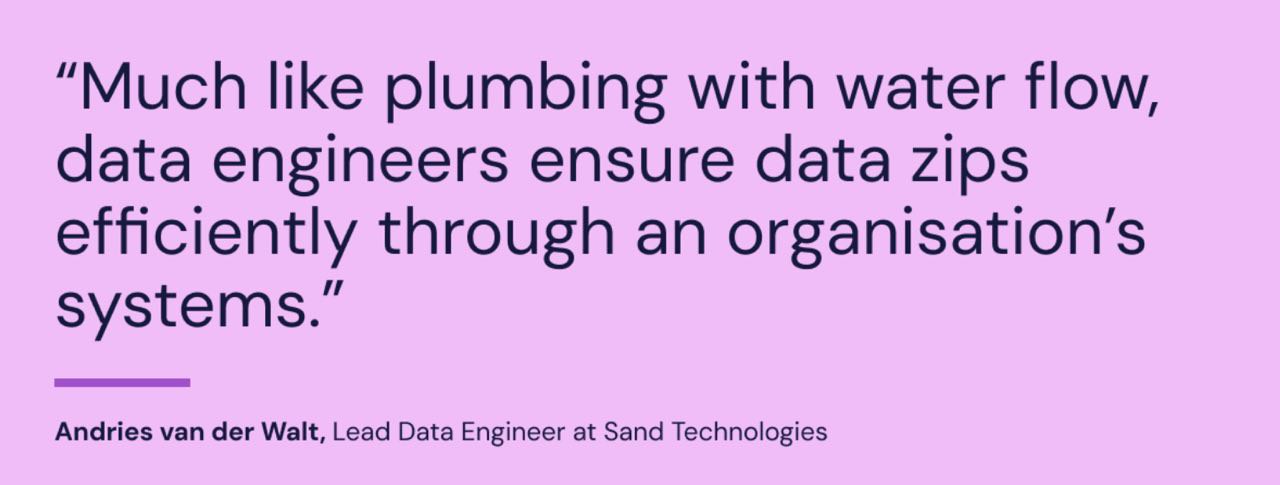 “Much like plumbing with water flow,
data engineers ensure data zips
efficiently through an organisation’s
systems.”
Andries van der Walt, Lead Data Engineer at Sand Technologies